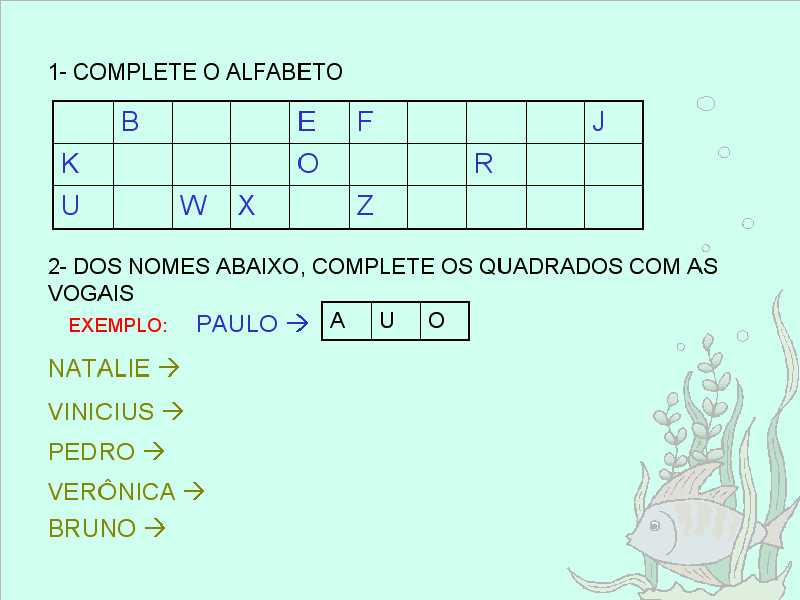 1- COMPLETE O ALFABETO
B E F J
K O R
U W X Z
2- DOS NOMES ABAIXO, COMPLETE OS QUADRADOS COM AS
VOGAIS
EXEMPLO: PAULO → A U O
NATALIE →
VINICIUS →
PEDRO →
VERÔNICA →
BRUNO →